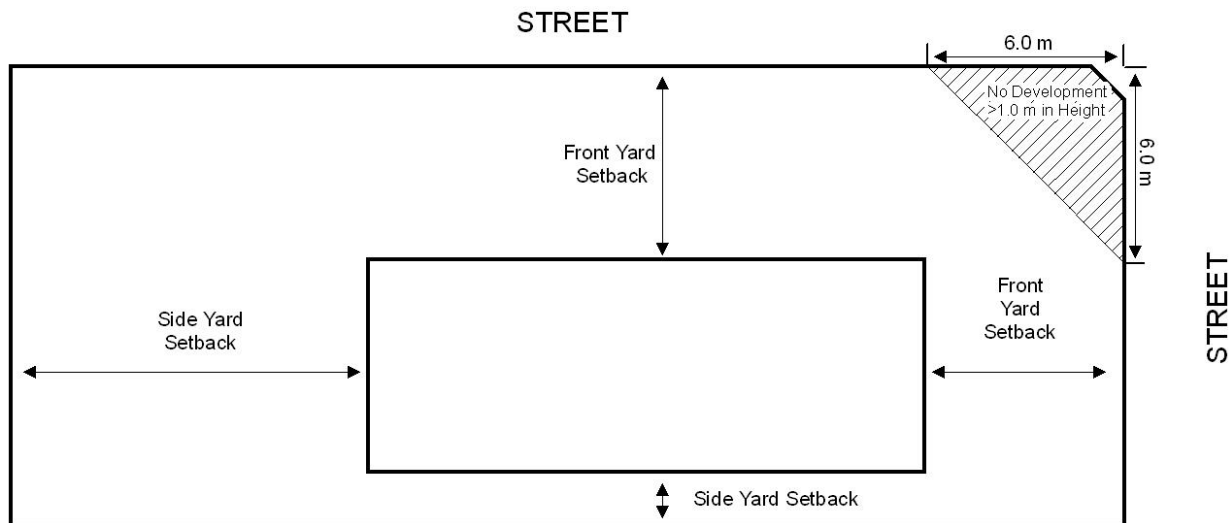 STREET
6.0 m
No Development
>1.0 m in Height
6.0 m
Front Yard
Setback
STREET
Front
Yard
Setback
Side Yard
Setback
Side Yard Setback